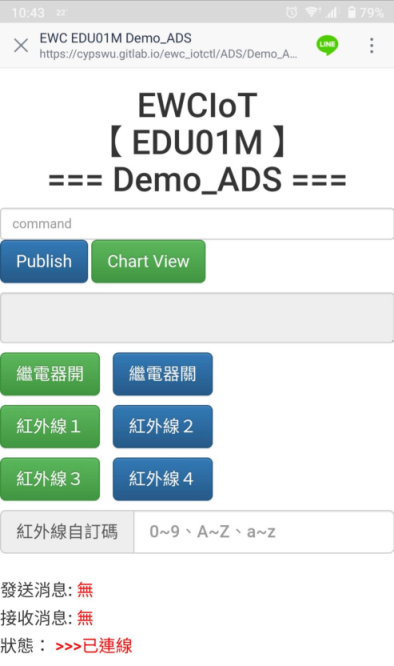 10:43
79%
EWC EDU01M Demo_ADS
https://cypswu.gitlab.io/ewc_iotctl/ADS/Demo_A...
LINE
EWCIoT
【 EDU01M 】
=== Demo_ADS ===
command
Publish
Chart View
繼電器開
繼電器關
紅外線１
紅外線２
紅外線３
紅外線４
紅外線自訂碼
0~9、A~Z、a~z
發送消息: 無
接收消息: 無
狀態： >>>已連線